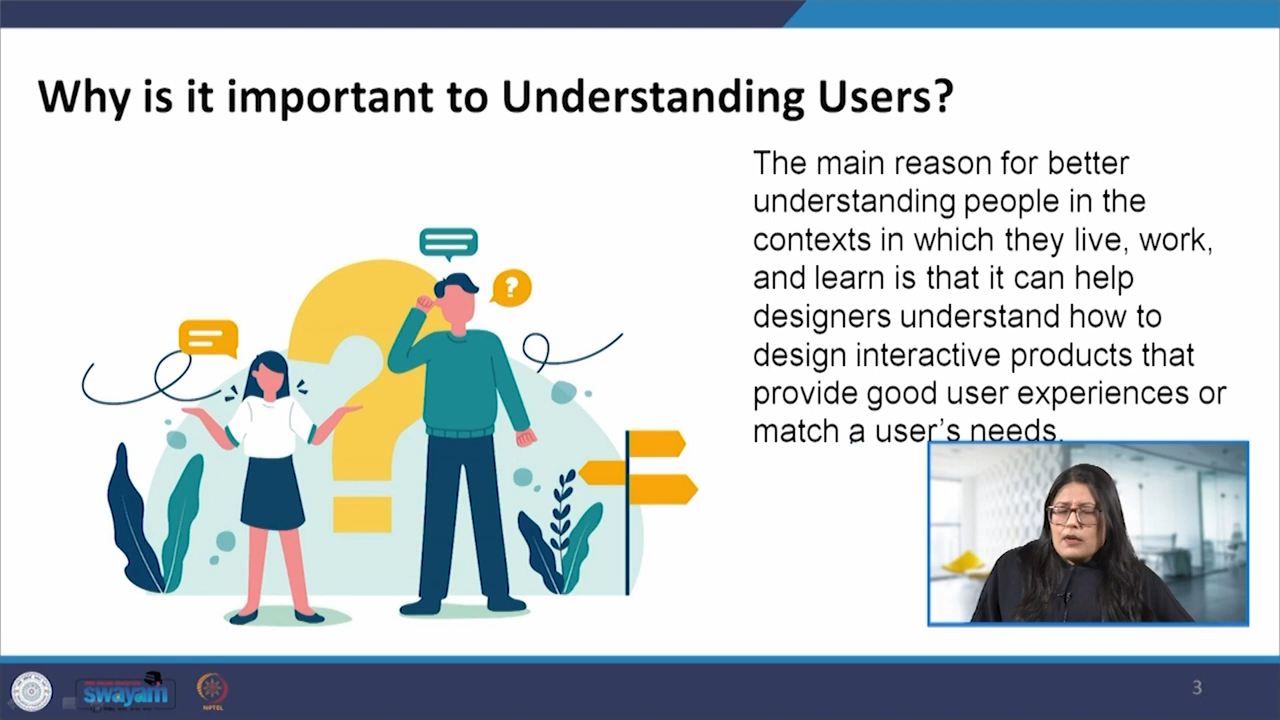 Why is it important to Understanding Users?
The main reason for better
understanding people in the
contexts in which they live, work,
and learn is that it can help
designers understand how to
design interactive products that
provide good user experiences or
match a user's needs.
?
swayam
NPTEL
3